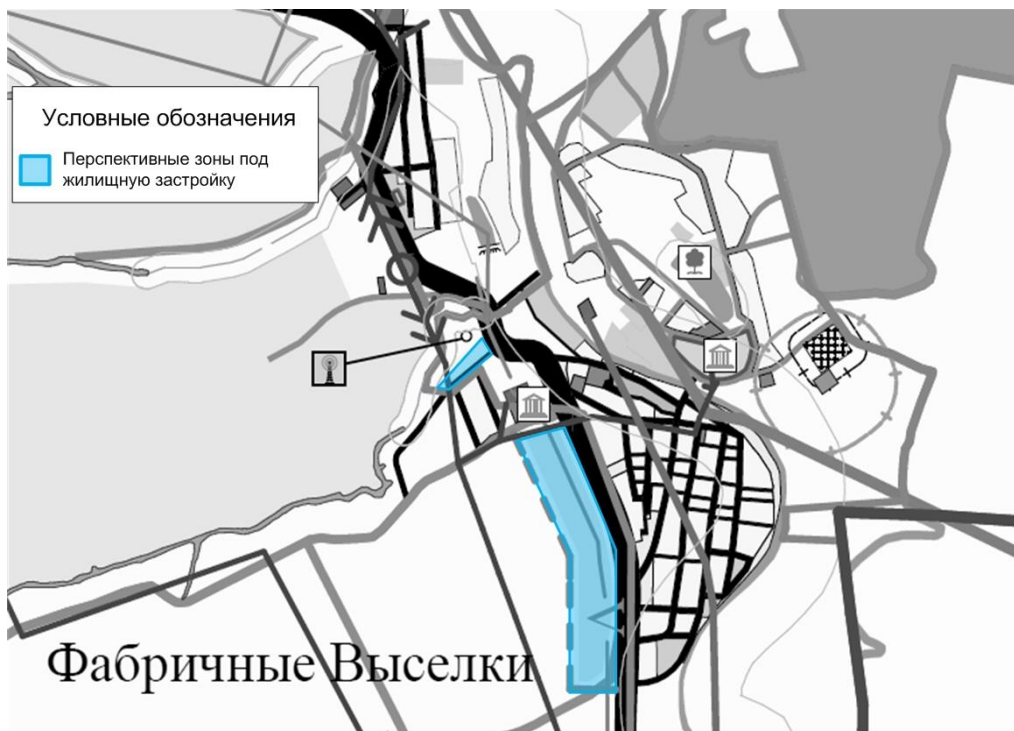 Условные обозначения
Перспективные зоны под
жилищную застройку
Фабричные Выселки